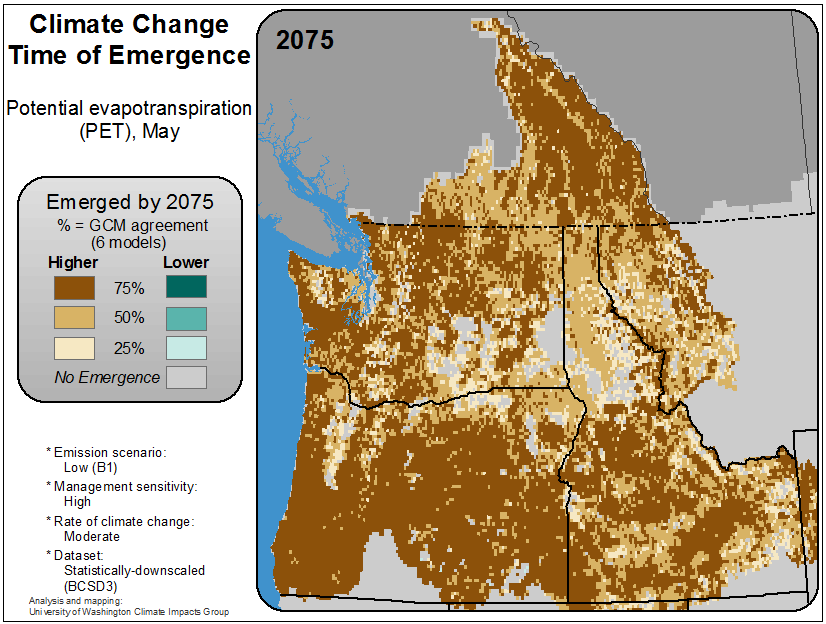 Climate Change
Time of Emergence
Potential evapotranspiration
(PET), May
Emerged by 2075
% = GCM agreement
(6 models)
Higher Lower
75%
50%
25%
No Emergence
* Emission scenario:
Low (B1)
* Management sensitivity:
High
* Rate of climate change:
Moderate
* Dataset:
Statistically-downscaled
(BCSD3)
Analysis and mapping:
University of Washington Climate Impacts Group
2075